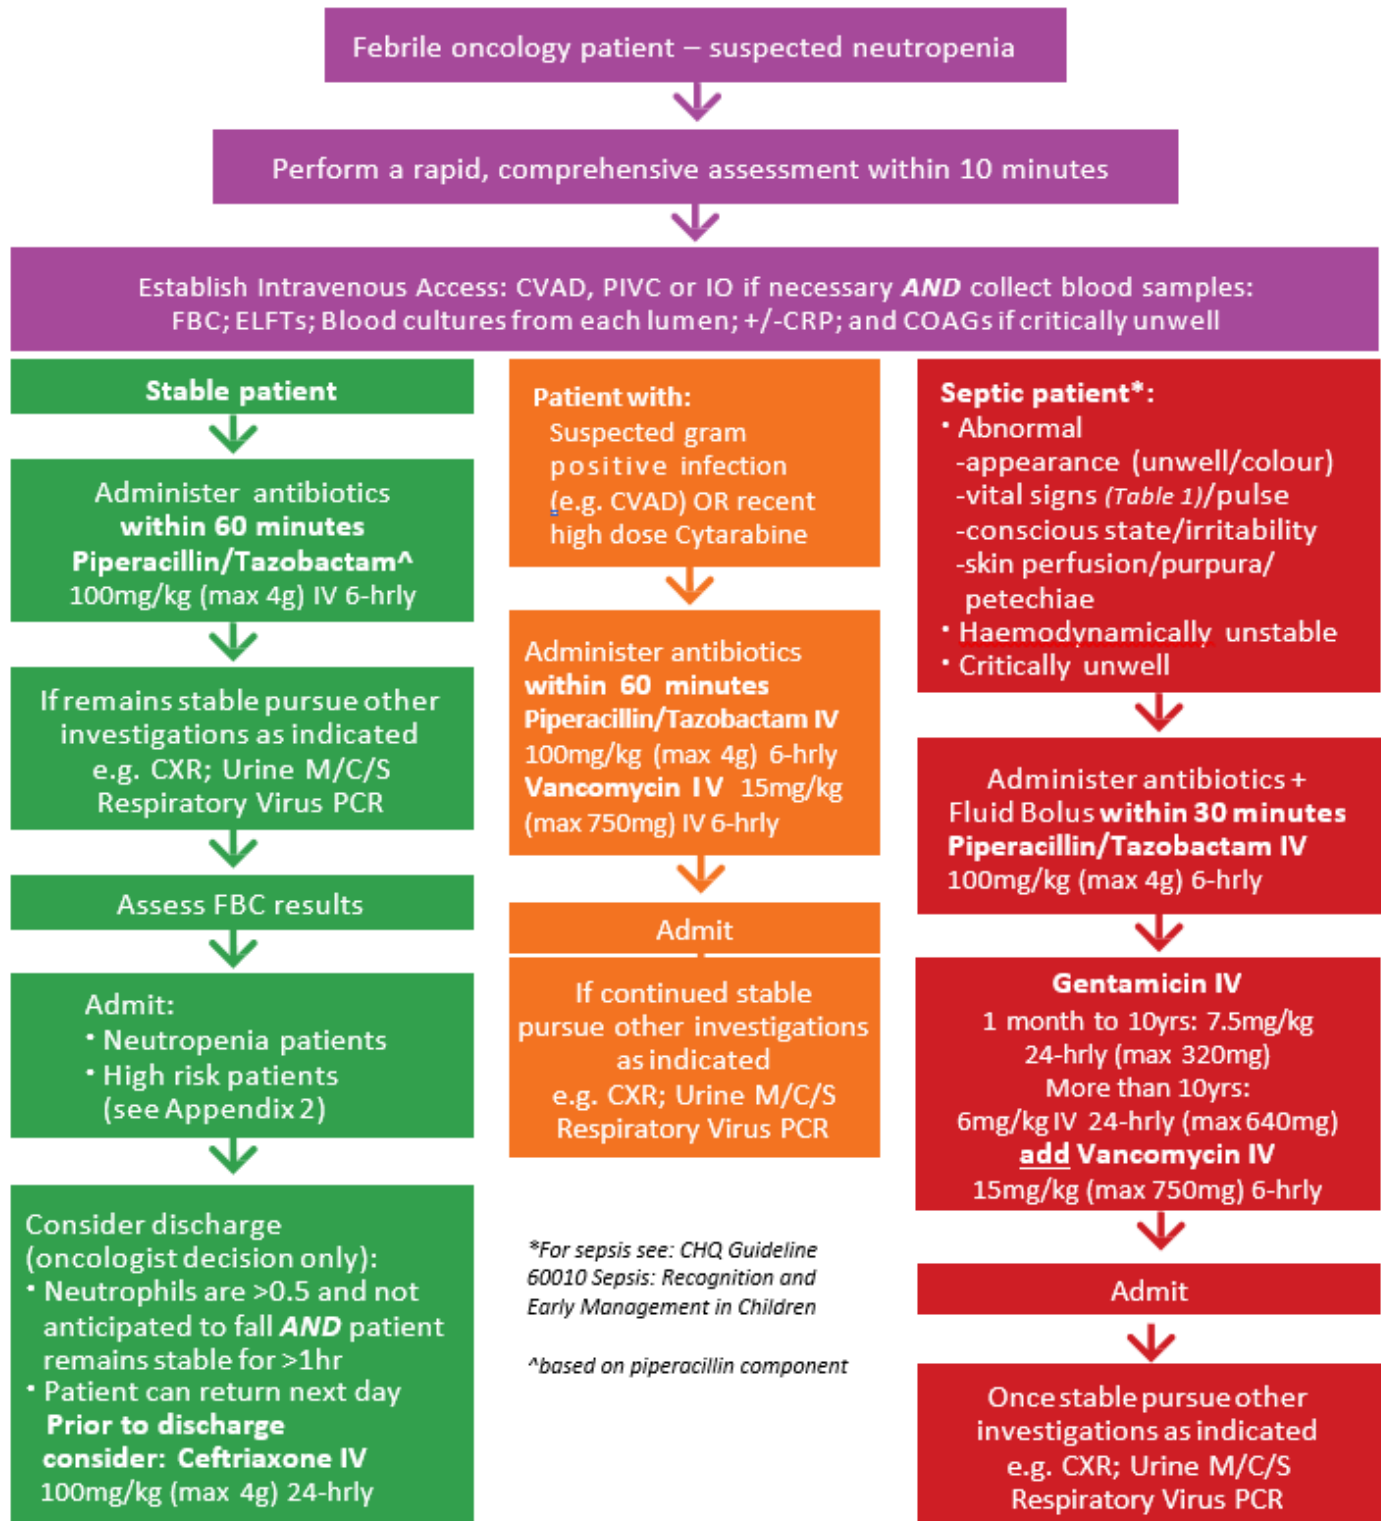 Febrile oncology patient – suspected neutropenia
Perform a rapid, comprehensive assessment within 10 minutes
Establish Intravenous Access: CVAD, PIVC or IO if necessary AND collect blood samples:
FBC; ELFTs; Blood cultures from each lumen; +/-CRP; and COAGs if critically unwell
Stable patient
Administer antibiotics
within 60 minutes
Piperacillin/Tazobactam^
100mg/kg (max 4g) IV 6-hrly
If remains stable pursue other
investigations as indicated
e.g. CXR; Urine M/C/S
Respiratory Virus PCR
Assess FBC results
Admit:
• Neutropenia patients
• High risk patients
(see Appendix 2)
Consider discharge
(oncologist decision only):
• Neutrophils are >0.5 and not
anticipated to fall AND patient
remains stable for >1hr
• Patient can return next day
Prior to discharge
consider: Ceftriaxone IV
100mg/kg (max 4g) 24-hrly
Patient with:
Suspected gram
positive infection
(e.g. CVAD) OR recent
high dose Cytarabine
Administer antibiotics
within 60 minutes
Piperacillin/Tazobactam IV
100mg/kg (max 4g) 6-hrly
Vancomycin IV 15mg/kg
(max 750mg) IV 6-hrly
Admit
If continued stable
pursue other investigations
as indicated
e.g. CXR; Urine M/C/S
Respiratory Virus PCR
*For sepsis see: CHQ Guideline
60010 Sepsis: Recognition and
Early Management in Children
^based on piperacillin component
Septic patient*:
• Abnormal
-appearance (unwell/colour)
-vital signs (Table 1)/pulse
-conscious state/irritability
-skin perfusion/purpura/
petechiae
• Haemodynamically unstable
• Critically unwell
Administer antibiotics +
Fluid Bolus within 30 minutes
Piperacillin/Tazobactam IV
100mg/kg (max 4g) 6-hrly
Gentamicin IV
1 month to 10yrs: 7.5mg/kg
24-hrly (max 320mg)
More than 10yrs:
6mg/kg IV 24-hrly (max 640mg)
add Vancomycin IV
15mg/kg (max 750mg) 6-hrly
Admit
Once stable pursue other
investigations as indicated
e.g. CXR; Urine M/C/S
Respiratory Virus PCR